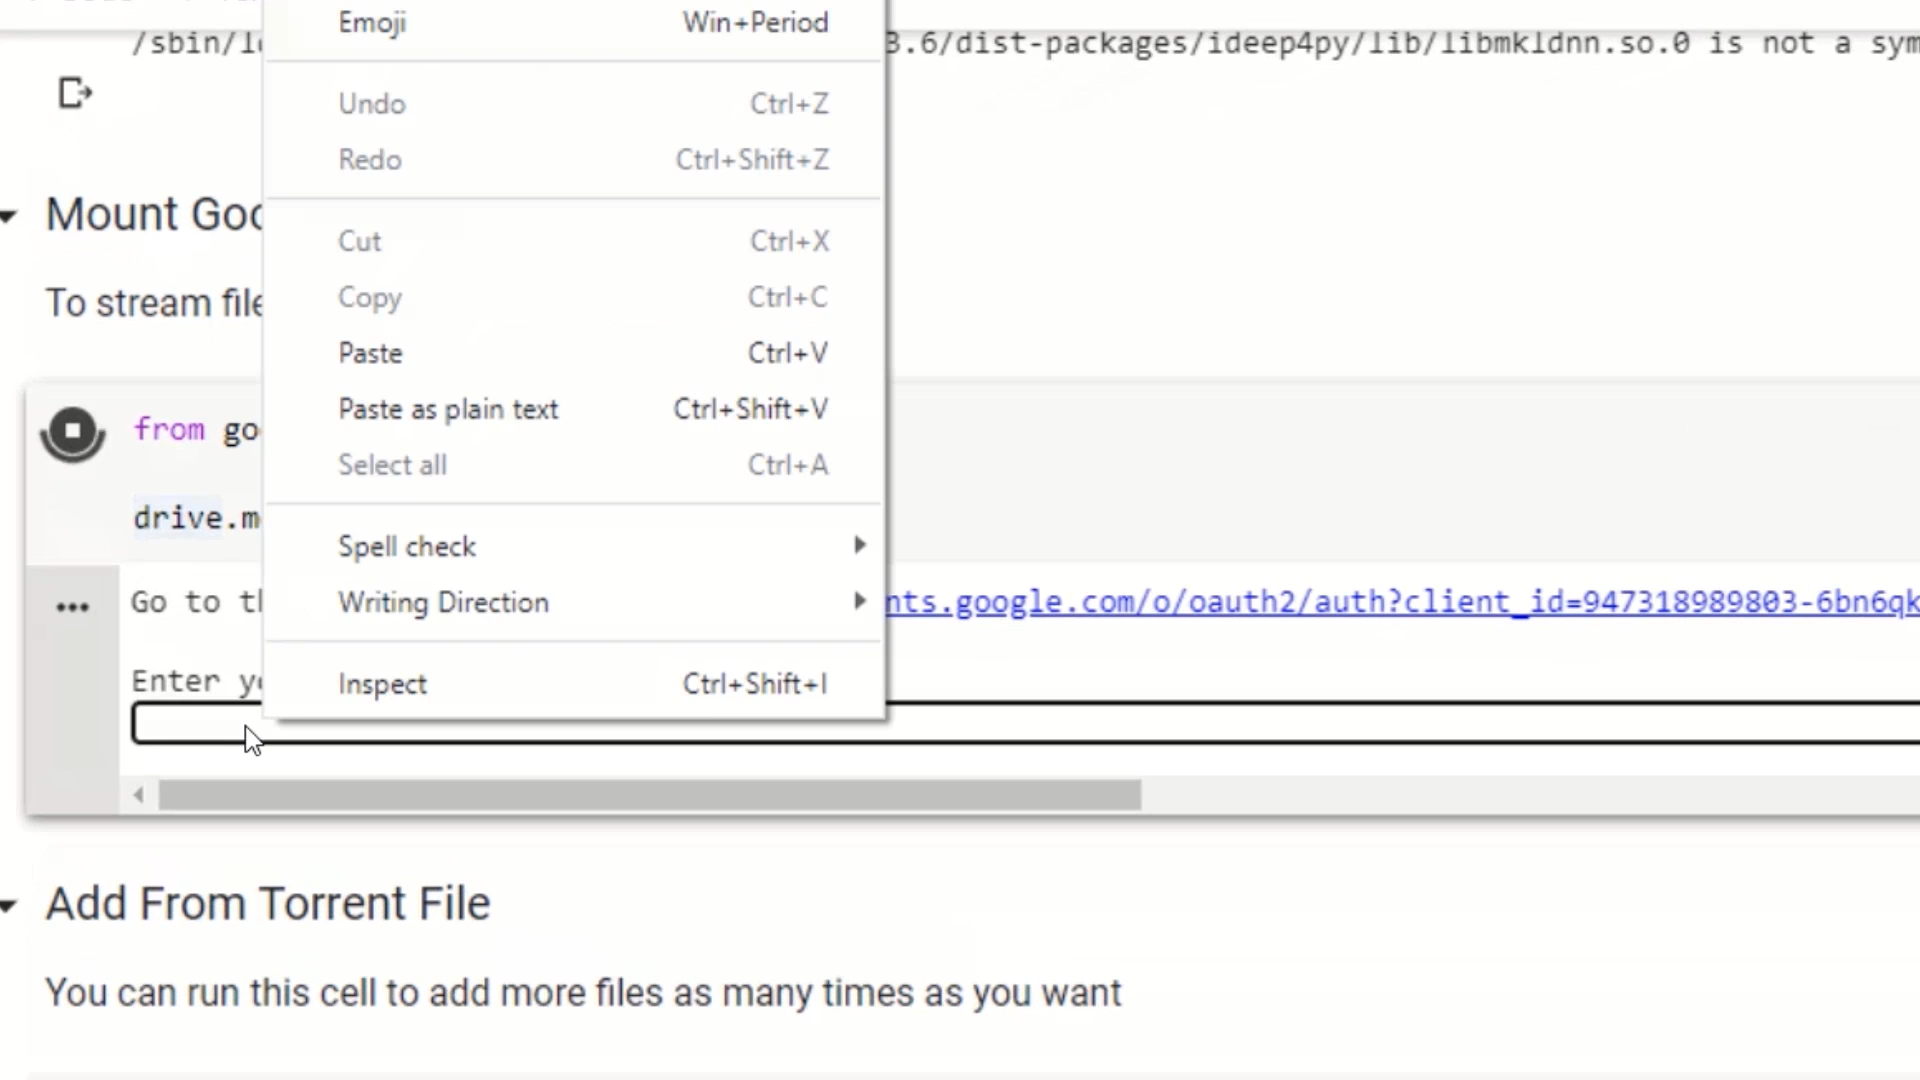 Emoji Win+Period
/sbin/ 3.6/dist-packages/ideep4py/lib/libmkldnn.so.0 is not a sym
Undo Ctrl+Z
Redo Ctrl+Shift+Z
Mount Goo
Cut Ctrl+X
To stream file
Copy Ctrl+C
Paste Ctrl+V
Paste as plain text Ctrl+Shift+V
from go
Select all Ctrl+A
drive.m
Spell check
Go to th Writing Direction nts.google.com/o/oauth2/auth?client_id=947318989803-6bn6qk
Enter yo Inspect Ctrl+Shift+I
Add From Torrent File
You can run this cell to add more files as many times as you want